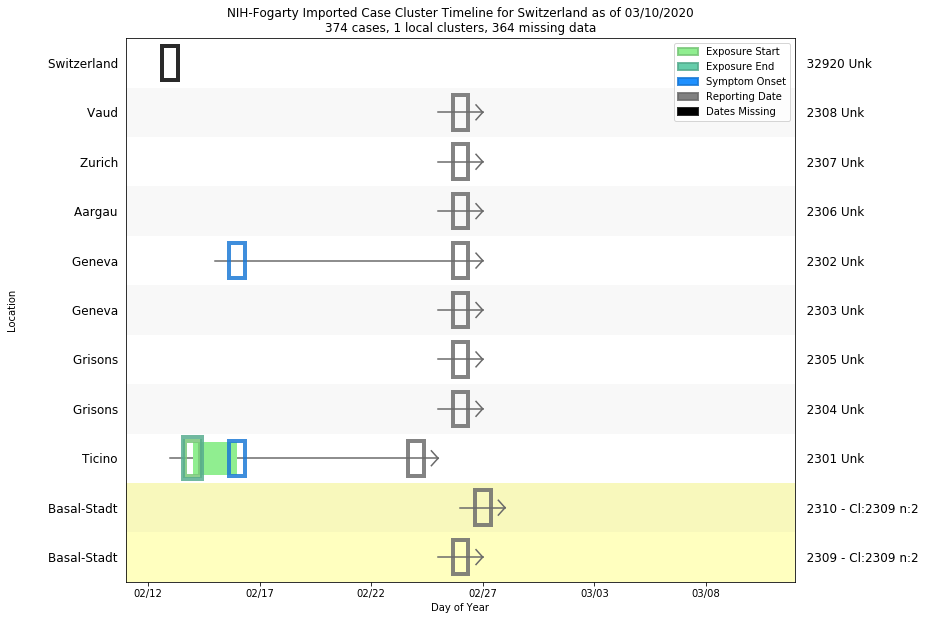 NIH-Fogarty Imported Case Cluster Timeline for Switzerland as of 03/10/2020
374 cases, 1 local clusters, 364 missing data
Exposure Start
Exposure End
Symptom Onset
Reporting Date
Dates Missing
Switzerland 32920 Unk
Vaud 2308 Unk
Zurich 2307 Unk
Aargau 2306 Unk
Geneva 2302 Unk
Geneva 2303 Unk
Grisons 2305 Unk
Grisons 2304 Unk
Ticino 2301 Unk
Basal-Stadt 2310 - Cl:2309 n:2
Basal-Stadt 2309 - Cl:2309 n:2
Location
02/12 02/17 02/22 02/27 03/03 03/08
Day of Year